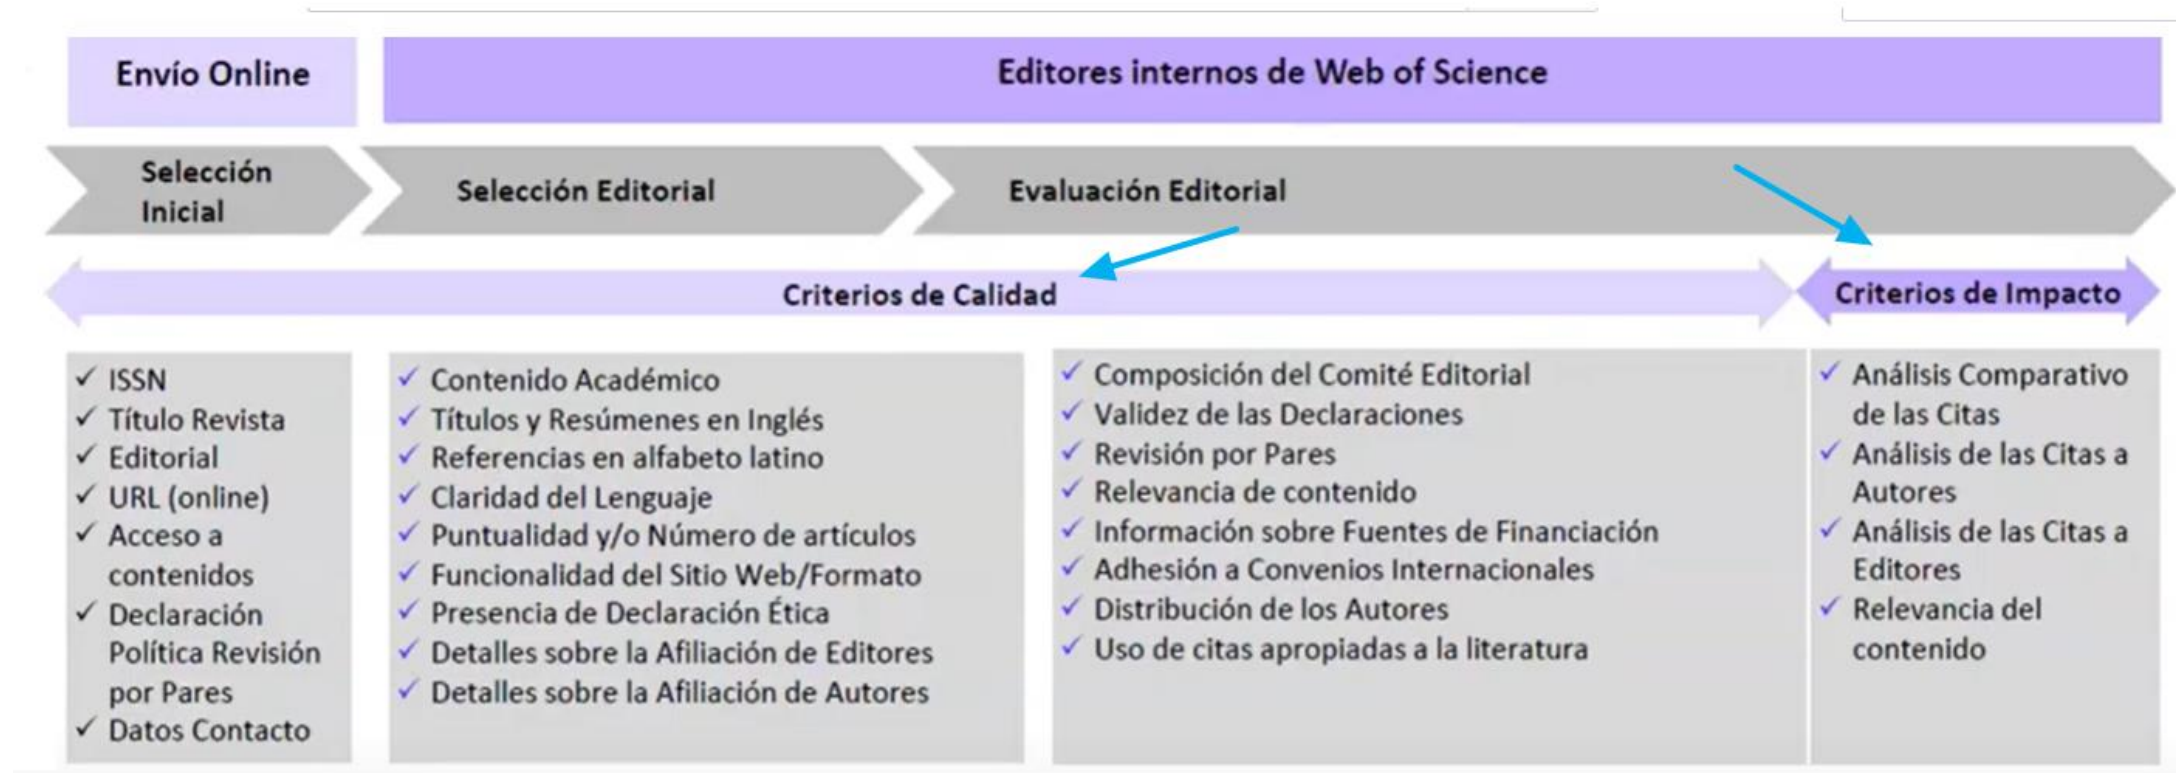 Envío Online
Editores internos de Web of Science
Selección
Inicial
Selección Editorial
Evaluación Editorial
Criterios de Calidad
Criterios de Impacto
✓ ISSN
✓ Título Revista
✓ Editorial
✓ URL (online)
✓ Acceso a
contenidos
✓ Declaración
Política Revisión
por Pares
✓ Datos Contacto
✓ Contenido Académico
✓ Títulos y Resúmenes en Inglés
✓ Referencias en alfabeto latino
✓ Claridad del Lenguaje
✓ Puntualidad y/o Número de artículos
✓ Funcionalidad del Sitio Web/Formato
✓ Presencia de Declaración Ética
✓ Detalles sobre la Afiliación de Editores
✓ Detalles sobre la Afiliación de Autores
✓ Composición del Comité Editorial
✓ Validez de las Declaraciones
✓ Revisión por Pares
✓ Relevancia de contenido
✓ Información sobre Fuentes de Financiación
✓ Adhesión a Convenios Internacionales
✓ Distribución de los Autores
✓ Uso de citas apropiadas a la literatura
✓ Análisis Comparativo
de las Citas
✓ Análisis de las Citas a
Autores
✓ Análisis de las Citas a
Editores
✓ Relevancia del
contenido